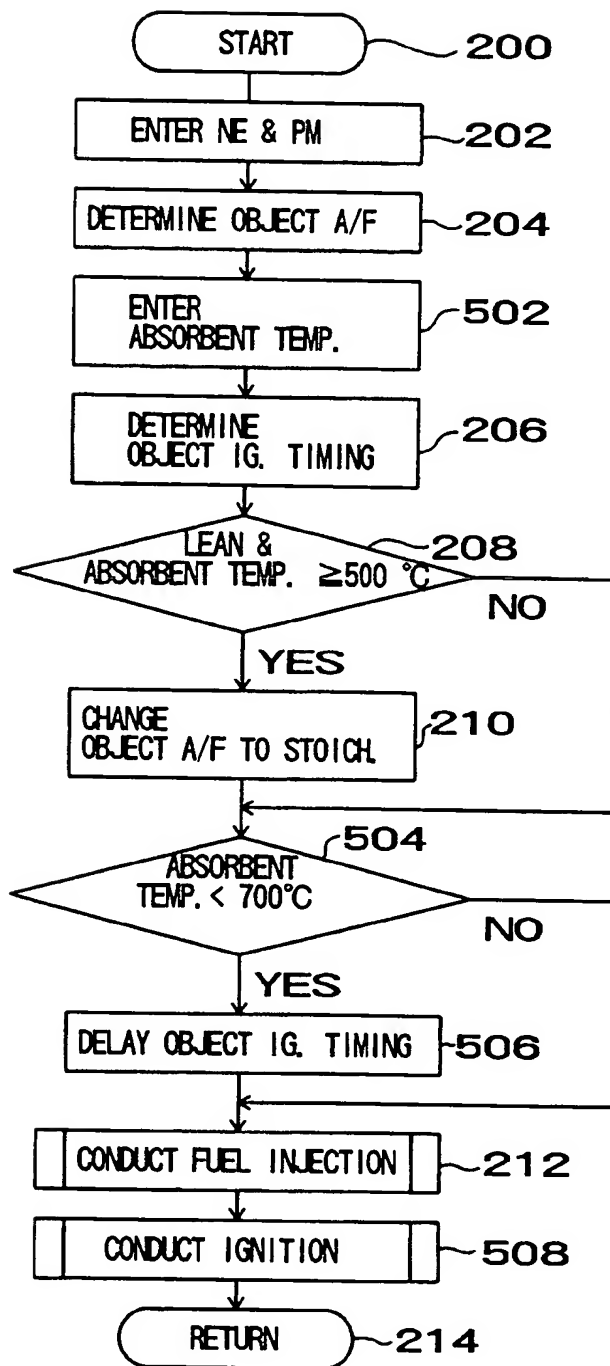 START
200
ENTER NE & PM
202
DETERMINE OBJECT A/F
204
ENTER
ABSORBENT TEMP.
502
DETERMINE
OBJECT IG. TIMING
206
LEAN &
ABSORBENT TEMP. ≧500 °C
208
NO
YES
CHANGE
OBJECT A/F TO STOICH.
210
ABSORBENT
TEMP. < 700°C
504
NO
YES
DELAY OBJECT IG. TIMING
506
CONDUCT FUEL INJECTION
212
CONDUCT IGNITION
508
RETURN
214